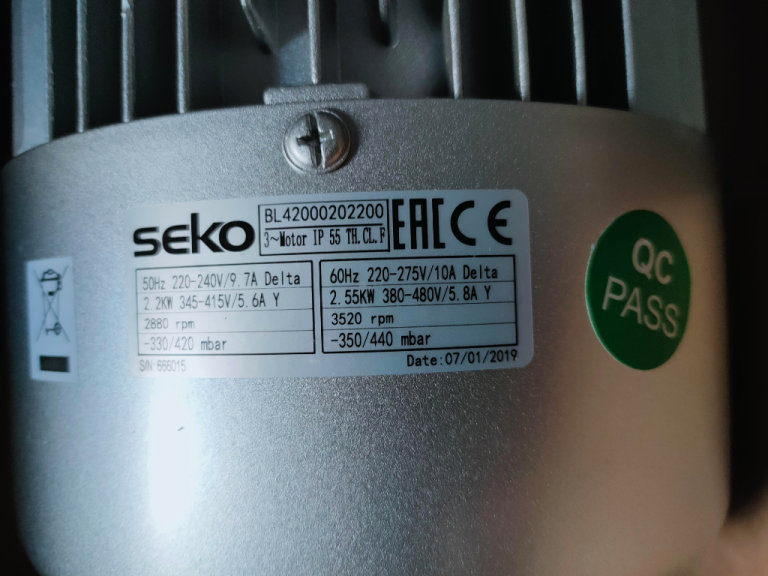 seko
BL42000202200
3~Motor IP 55 TH.CL.F
EAC CE
50Hz 220-240V/9.7A Delta
2.2KW 345-415V/5.6A Y
2880 rpm
-330/420 mbar
60Hz 220-275V/10A Delta
2.55KW 380-480V/5.8A Y
3520 rpm
-350/440 mbar
S/N 666015
Date:07/01/2019
QC
PASS